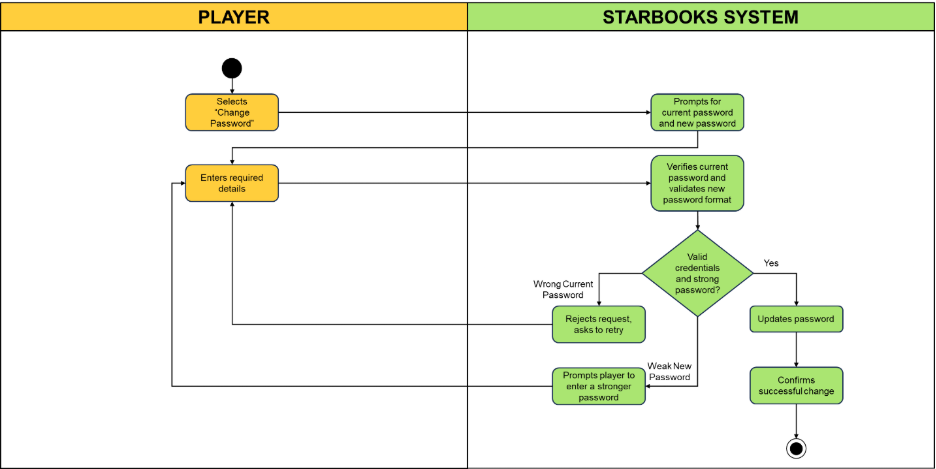 PLAYER
STARBOOKS SYSTEM
Selects
"Change
Password"
Prompts for
current password
and new password
Enters required
details
Verifies current
password and
validates new
password format
Valid
credentials
and strong
password?
Yes
Wrong Current
Password
Rejects request,
asks to retry
Updates password
Weak New
Password
Prompts player to
enter a stronger
password
Confirms
successful change